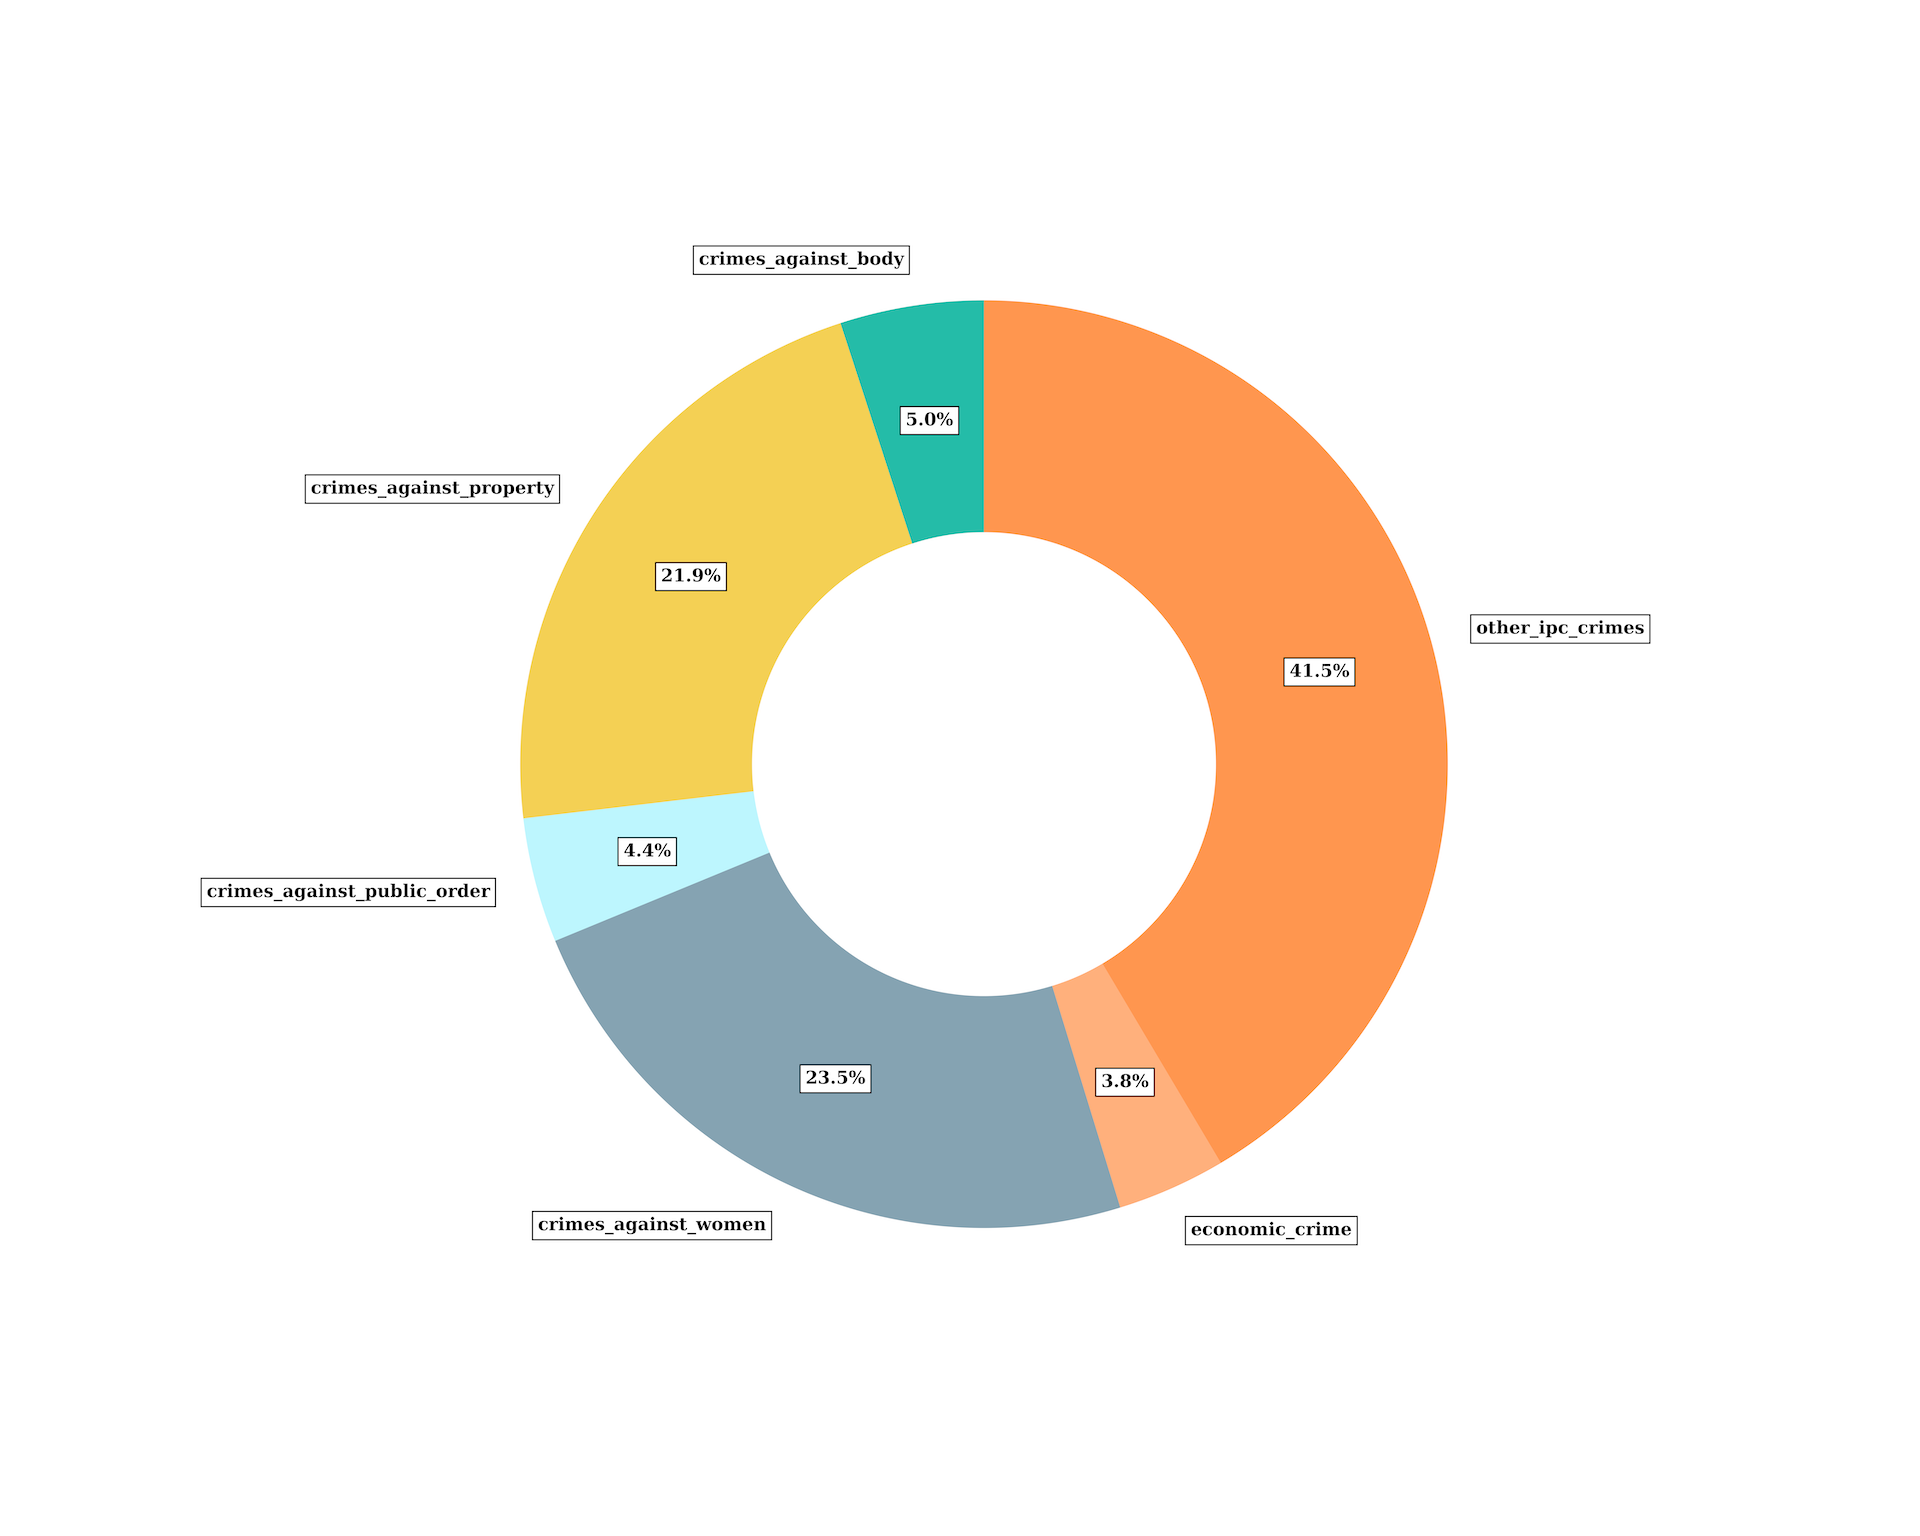 crimes_against_body
5.0%
crimes_against_property
21.9%
other_ipc_crimes
41.5%
4.4%
crimes_against_public_order
23.5%
3.8%
crimes_against_women
economic_crime